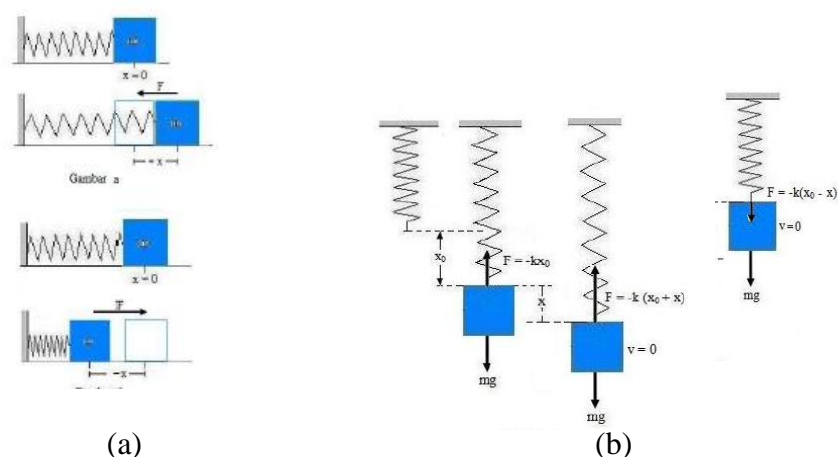 x = 0
F
x
Gambar a
x = 0
F
x
x₀
F = -kx₀
mg
x
F = -k (x₀ + x)
v = 0
mg
F = -k(x₀ - x)
v = 0
mg
(a)
(b)